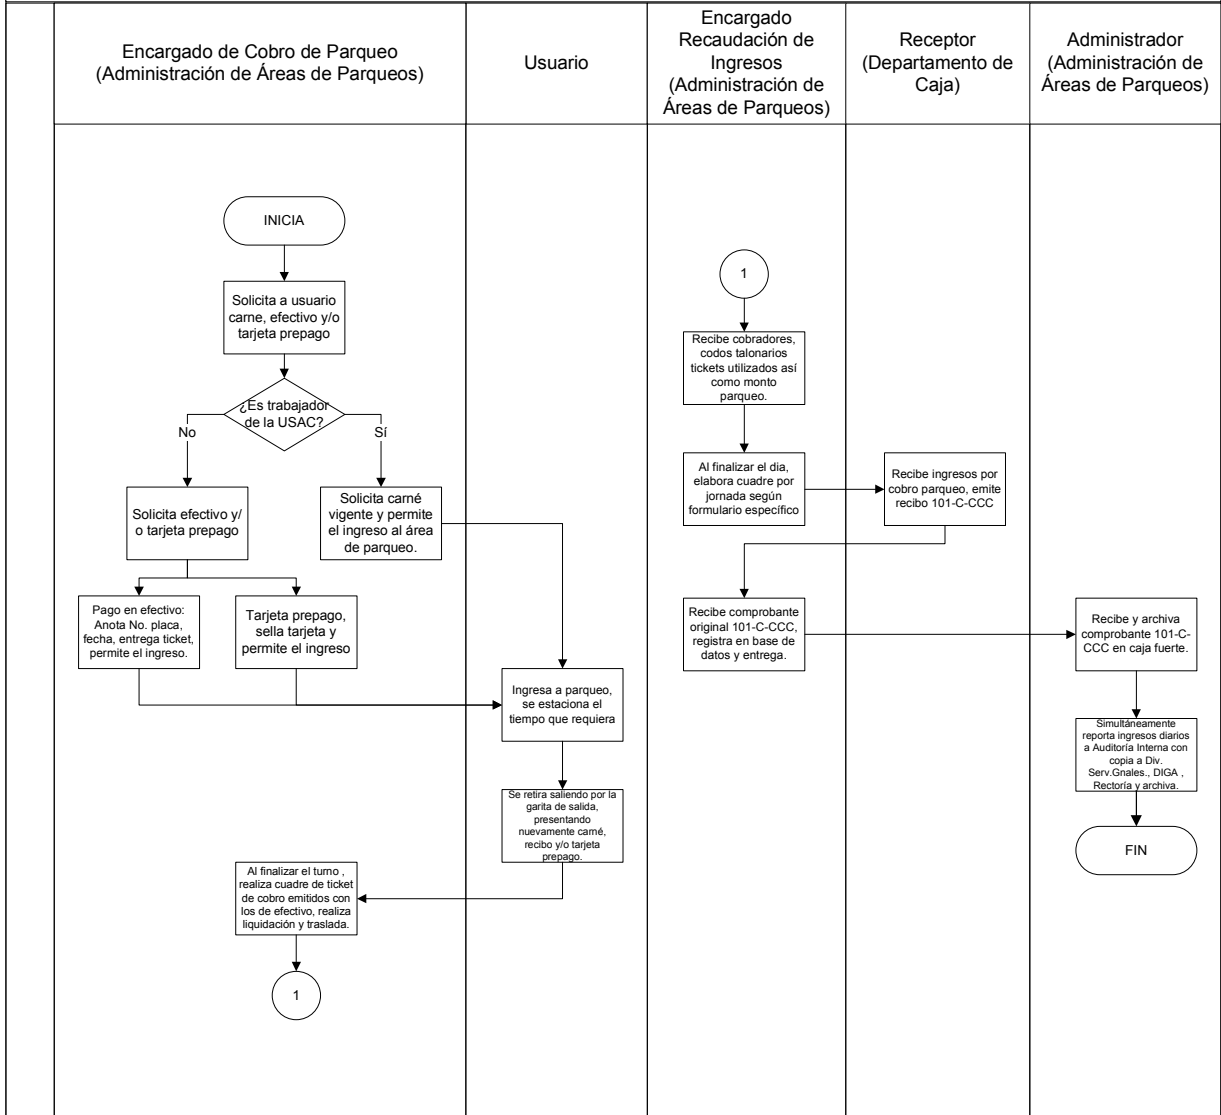 Encargado de Cobro de Parqueo
(Administración de Áreas de Parqueos)
Usuario
Encargado
Recaudación de
Ingresos
(Administración de
Áreas de Parqueos)
Receptor
(Departamento de
Caja)
Administrador
(Administración de
Áreas de Parqueos)
INICIA
Solicita a usuario
carne, efectivo y/o
tarjeta prepago
¿Es trabajador
de la USAC?
No
Sí
Solicita efectivo y/
o tarjeta prepago
Solicita carné
vigente y permite
el ingreso al área
de parqueo.
Pago en efectivo:
Anota No. placa,
fecha, entrega ticket,
permite el ingreso.
Tarjeta prepago,
sella tarjeta y
permite el ingreso
Ingresa a parqueo,
se estaciona el
tiempo que requiera
Se retira saliendo por la
garita de salida,
presentando
nuevamente carné,
recibo y/o tarjeta
prepago.
Al finalizar el turno ,
realiza cuadre de ticket
de cobro emitidos con
los de efectivo, realiza
liquidación y traslada.
1
1
Recibe cobradores,
codos talonarios
tickets utilizados así
como monto
parqueo.
Al finalizar el dia,
elabora cuadre por
jornada según
formulario específico
Recibe ingresos por
cobro parqueo, emite
recibo 101-C-CCC
Recibe comprobante
original 101-C-CCC,
registra en base de
datos y entrega.
Recibe y archiva
comprobante 101-C-
CCC en caja fuerte.
Simultáneamente
reporta ingresos diarios
a Auditoría Interna con
copia a Div.
Serv.Gnales., DIGA ,
Rectoría y archiva.
FIN